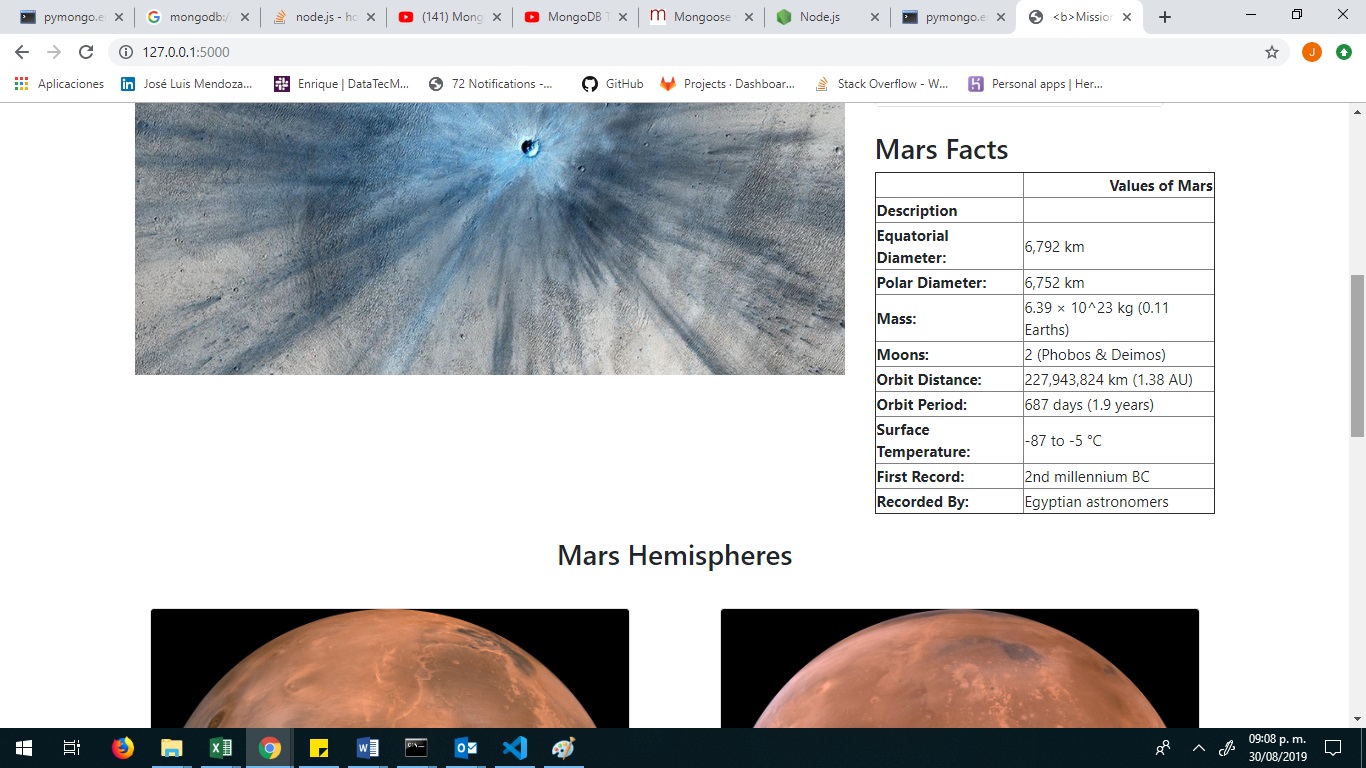 pymongo.e
mongodb:/
node.js - ho
(141) Mong
MongoDB T
Mongoose
Node.js
pymongo.e
<b>Mission
127.0.0.1:5000
J
Aplicaciones
José Luis Mendoza...
Enrique | DataTecM...
72 Notifications -...
GitHub
Projects · Dashboar...
Stack Overflow - W...
Personal apps | Her...
Mars Facts
Values of Mars
Description
Equatorial
Diameter:
6,792 km
Polar Diameter:
6,752 km
Mass:
6.39 × 10^23 kg (0.11
Earths)
Moons:
2 (Phobos & Deimos)
Orbit Distance:
227,943,824 km (1.38 AU)
Orbit Period:
687 days (1.9 years)
Surface
Temperature:
-87 to -5 °C
First Record:
2nd millennium BC
Recorded By:
Egyptian astronomers
Mars Hemispheres
09:08 p. m.
30/08/2019